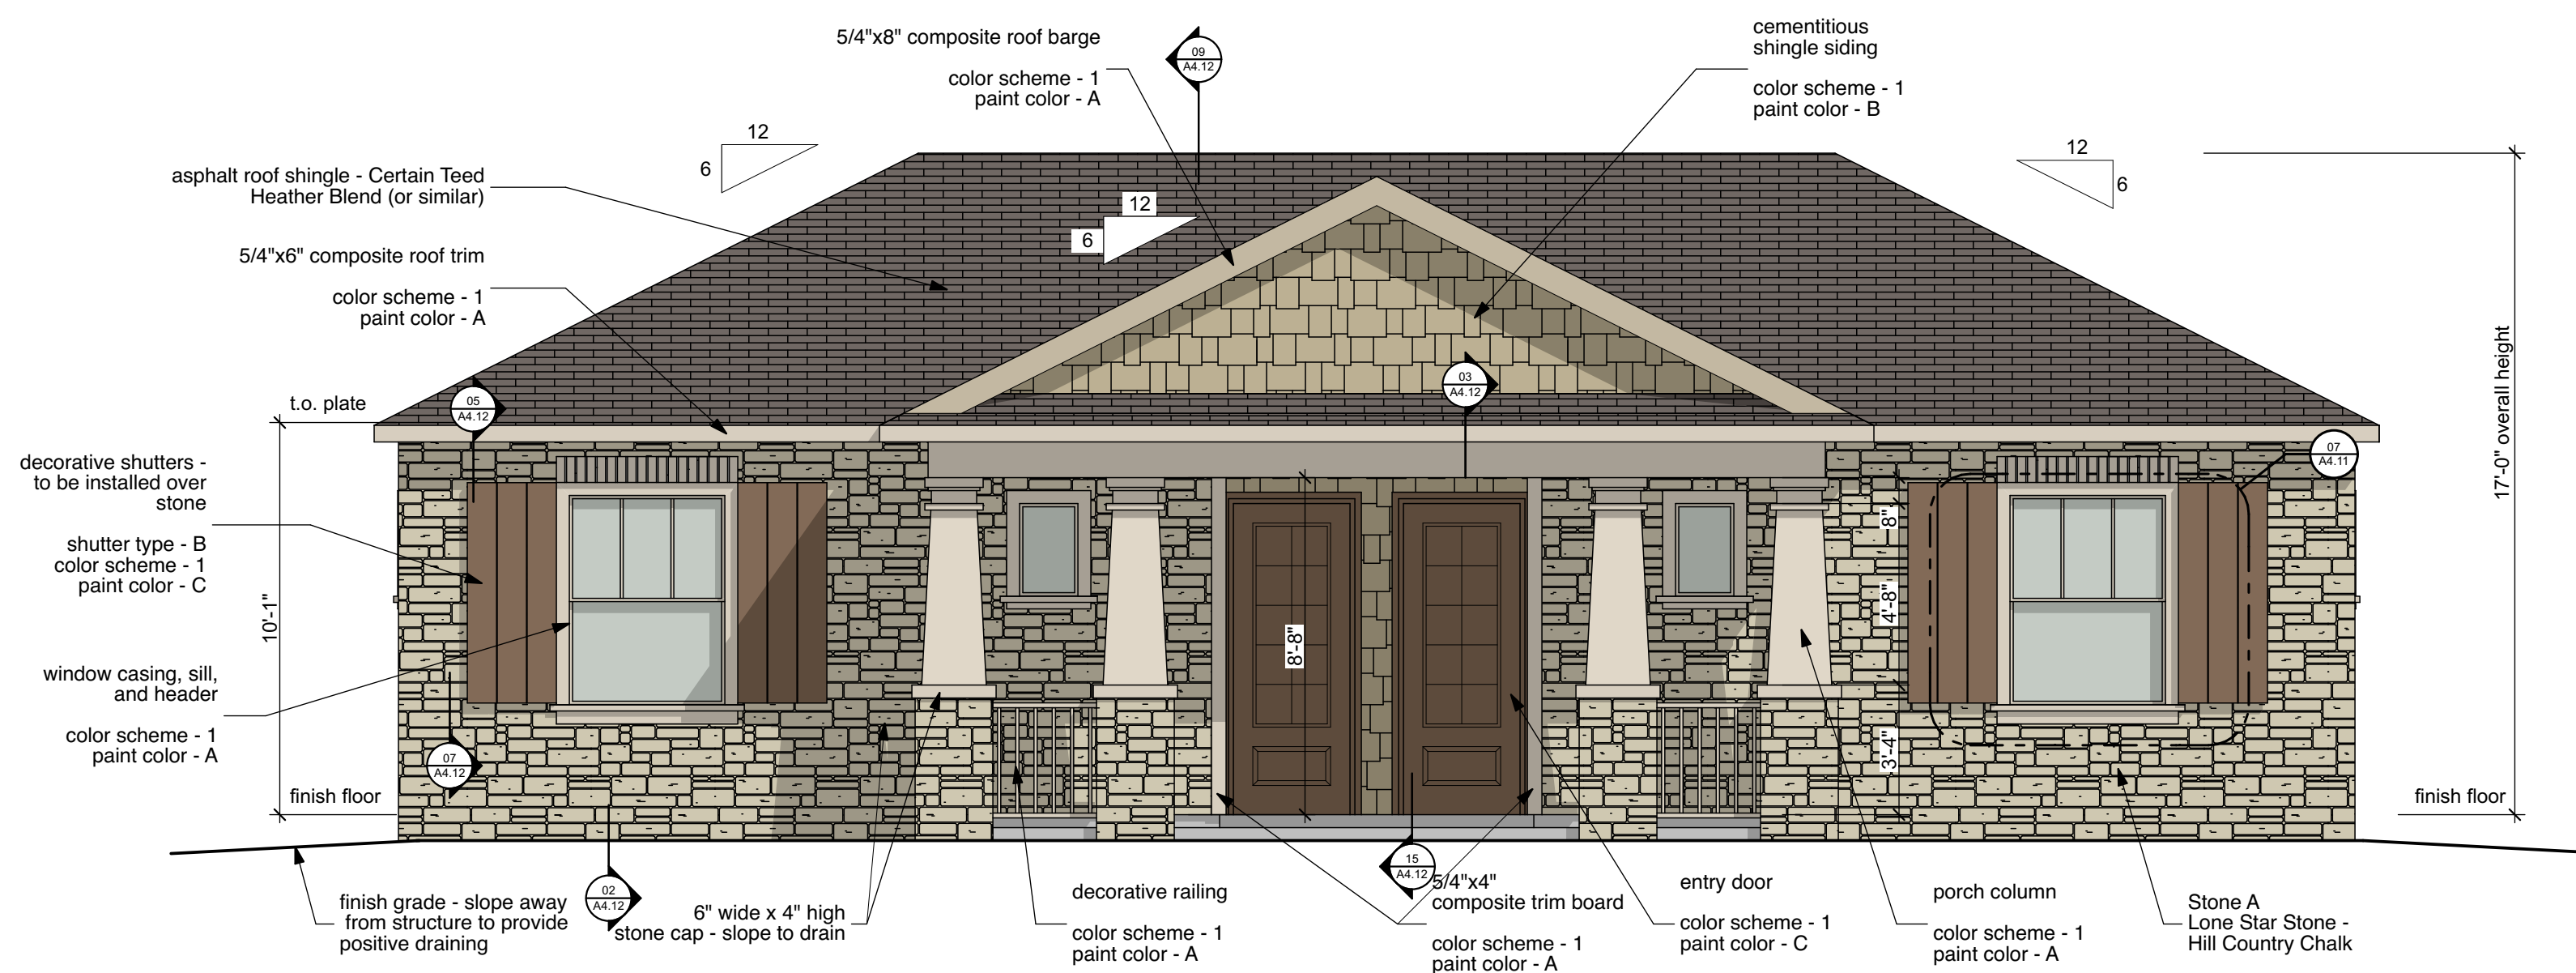 5/4"x8" composite roof barge
color scheme - 1
paint color - A
09
A4.12
cementitious
shingle siding
color scheme - 1
paint color - B
12
6
12
6
12
6
asphalt roof shingle - Certain Teed
Heather Blend (or similar)
5/4"x6" composite roof trim
color scheme - 1
paint color - A
17'-0" overall height
t.o. plate
05
A4.12
03
A4.12
07
A4.11
decorative shutters -
to be installed over
stone
shutter type - B
color scheme - 1
paint color - C
10'-1"
8'-8"
8"
4'-8"
3'-4"
window casing, sill,
and header
color scheme - 1
paint color - A
07
A4.12
finish floor
finish floor
finish grade - slope away
from structure to provide
positive draining
02
A4.12
6" wide x 4" high
stone cap - slope to drain
decorative railing
color scheme - 1
paint color - A
15
A4.12
5/4"x4"
composite trim board
color scheme - 1
paint color - A
entry door
color scheme - 1
paint color - C
porch column
color scheme - 1
paint color - A
Stone A
Lone Star Stone -
Hill Country Chalk